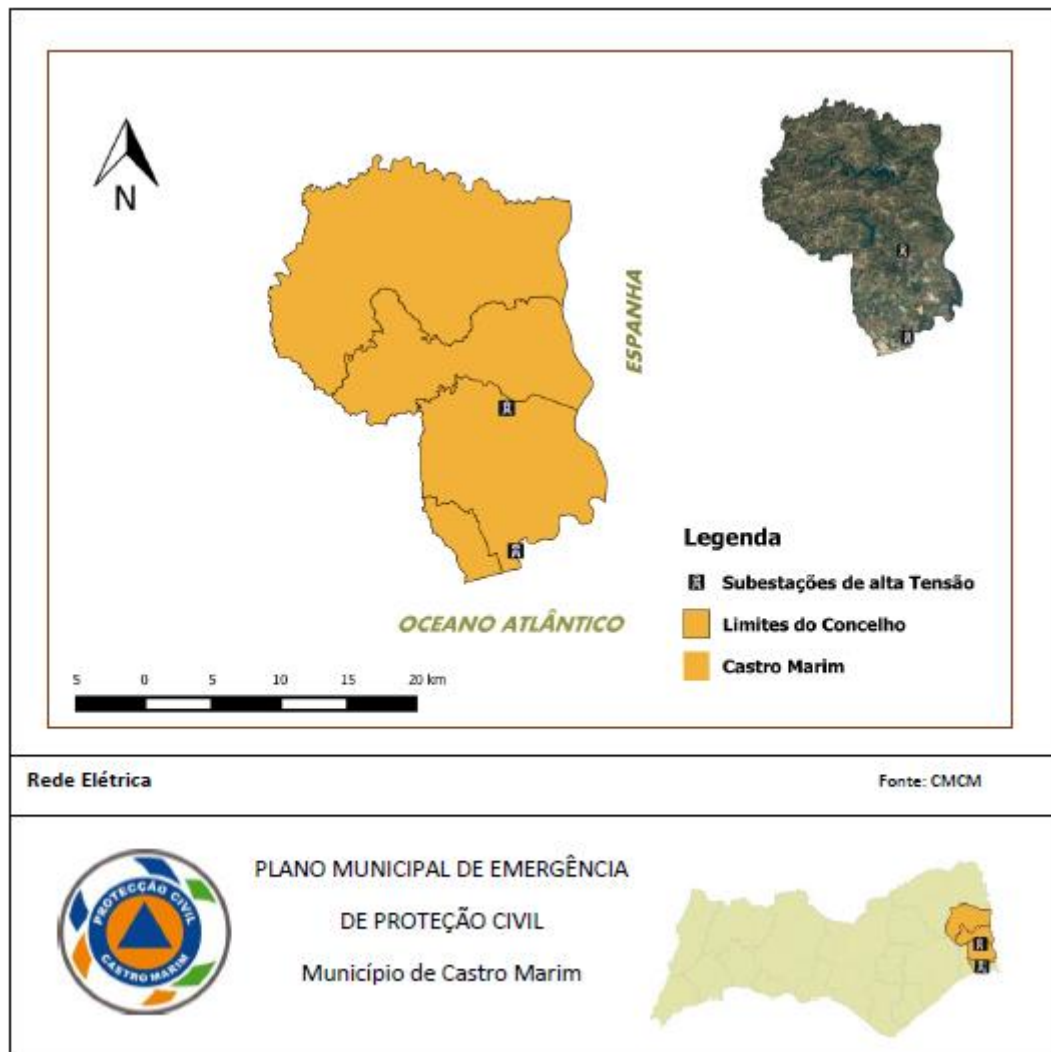 N
ESPANHA
OCEANO ATLÂNTICO
Legenda
Subestações de alta Tensão
Limites do Concelho
Castro Marim
5 0 5 10 15 20 km
Rede Elétrica
Fonte: CMCM
PROTECÇÃO CIVIL
CASTRO MARIM
PLANO MUNICIPAL DE EMERGÊNCIA
DE PROTEÇÃO CIVIL
Município de Castro Marim